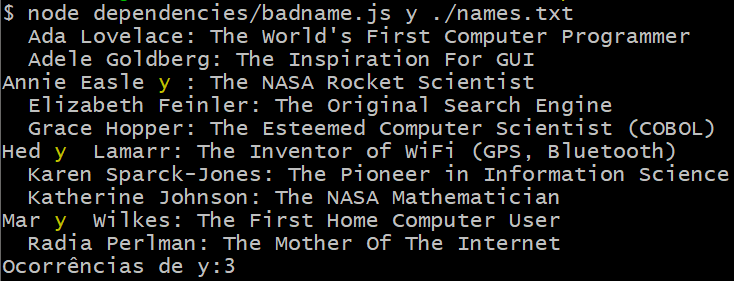 $ node dependencies/badname.js y ./names.txt
  Ada Lovelace: The World's First Computer Programmer
  Adele Goldberg: The Inspiration For GUI
Annie Easle y : The NASA Rocket Scientist
  Elizabeth Feinler: The Original Search Engine
  Grace Hopper: The Esteemed Computer Scientist (COBOL)
Hed y  Lamarr: The Inventor of WiFi (GPS, Bluetooth)
  Karen Sparck-Jones: The Pioneer in Information Science
  Katherine Johnson: The NASA Mathematician
Mar y  Wilkes: The First Home Computer User
  Radia Perlman: The Mother Of The Internet
Ocorrências de y:3